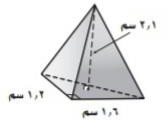 ٢,١ سم
١,٢ سم
١,٦ سم